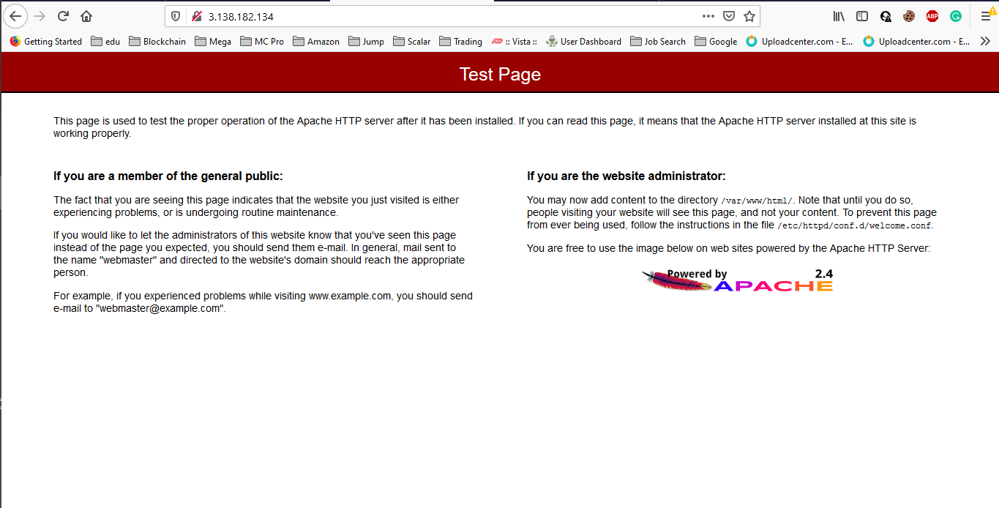 3.138.182.134
ABP
Getting Started edu Blockchain Mega MC Pro Amazon Jump Scalar Trading :: Vista :: User Dashboard Job Search Google Uploadcenter.com - E... Uploadcenter.com - E...
Test Page
This page is used to test the proper operation of the Apache HTTP server after it has been installed. If you can read this page, it means that the Apache HTTP server installed at this site is
working properly.
If you are a member of the general public:
The fact that you are seeing this page indicates that the website you just visited is either
experiencing problems, or is undergoing routine maintenance.
If you would like to let the administrators of this website know that you've seen this page
instead of the page you expected, you should send them e-mail. In general, mail sent to
the name "webmaster" and directed to the website's domain should reach the appropriate
person.
For example, if you experienced problems while visiting www.example.com, you should send
e-mail to "webmaster@example.com".
If you are the website administrator:
You may now add content to the directory /var/www/html/. Note that until you do so,
people visiting your website will see this page, and not your content. To prevent this page
from ever being used, follow the instructions in the file /etc/httpd/conf.d/welcome.conf.
You are free to use the image below on web sites powered by the Apache HTTP Server:
Powered by 2.4
APACHE